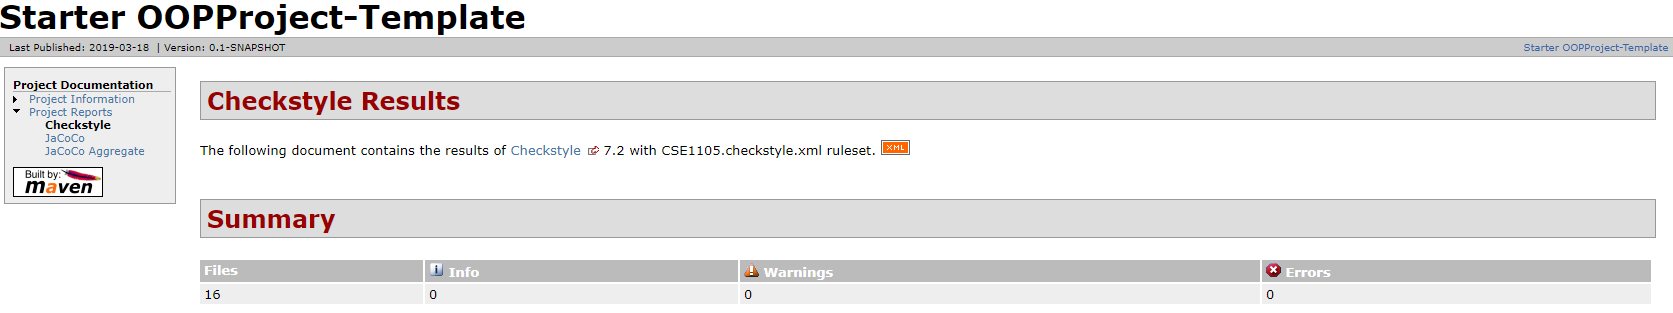 Starter OOPProject-Template
Last Published: 2019-03-18 | Version: 0.1-SNAPSHOT
Starter OOPProject-Template
Project Documentation
Project Information
Project Reports
Checkstyle
JaCoCo
JaCoCo Aggregate
Built by:
maven
Checkstyle Results
The following document contains the results of Checkstyle 7.2 with CSE1105.checkstyle.xml ruleset. XML
Summary
Files Info Warnings Errors
16 0 0 0